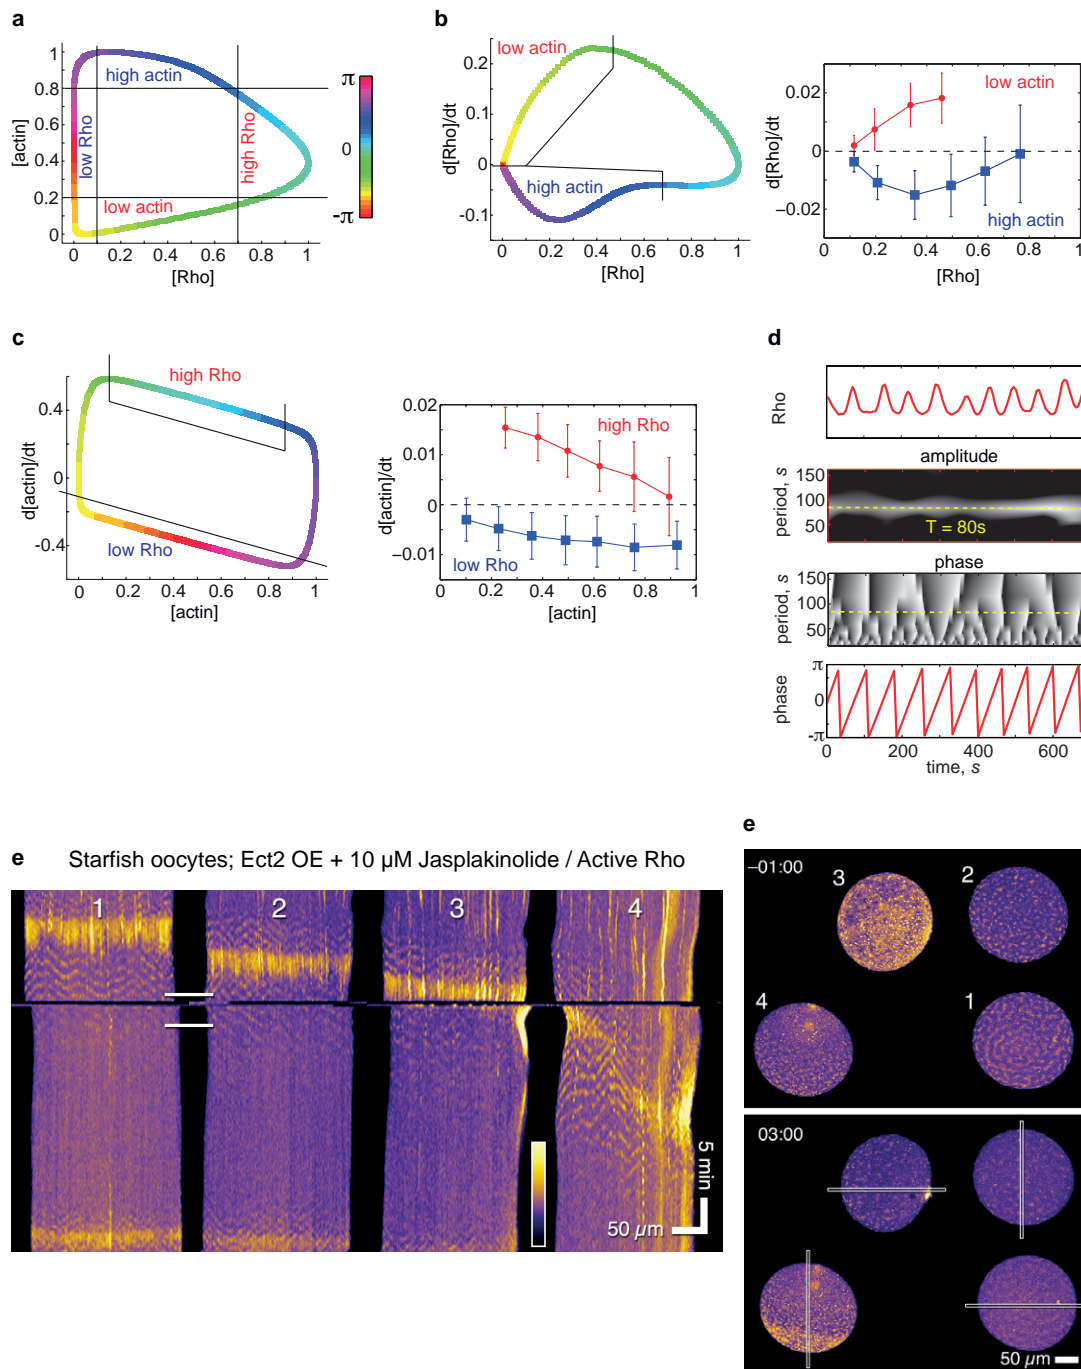 a
[actin]
1
0.8
0.6
0.4
0.2
0
high actin
low Rho
high Rho
low actin
0 0.2 0.4 0.6 0.8 1
[Rho]
π
0
-π
b
d[Rho]/dt
0.2
0.1
0
-0.1
low actin
high actin
0 0.2 0.4 0.6 0.8 1
[Rho]
d[Rho]/dt
0.02
0
−0.02
low actin
high actin
0 0.2 0.4 0.6 0.8 1
[Rho]
c
d[actin]/dt
0.4
0
-0.4
high Rho
low Rho
0 0.2 0.4 0.6 0.8 1
[actin]
d[actin]/dt
0.02
0.01
0
−0.01
high Rho
low Rho
0 0.2 0.4 0.6 0.8 1
[actin]
d
Rho
amplitude
period, s
150
100
50
T = 80s
phase
period, s
150
100
50
phase
π
0
-π
0 200 400 600
time, s
e Starfish oocytes; Ect2 OE + 10 µM Jasplakinolide / Active Rho
1 2 3 4
5 min
50 µm
e
–01:00
3 2
4 1
03:00
50 µm